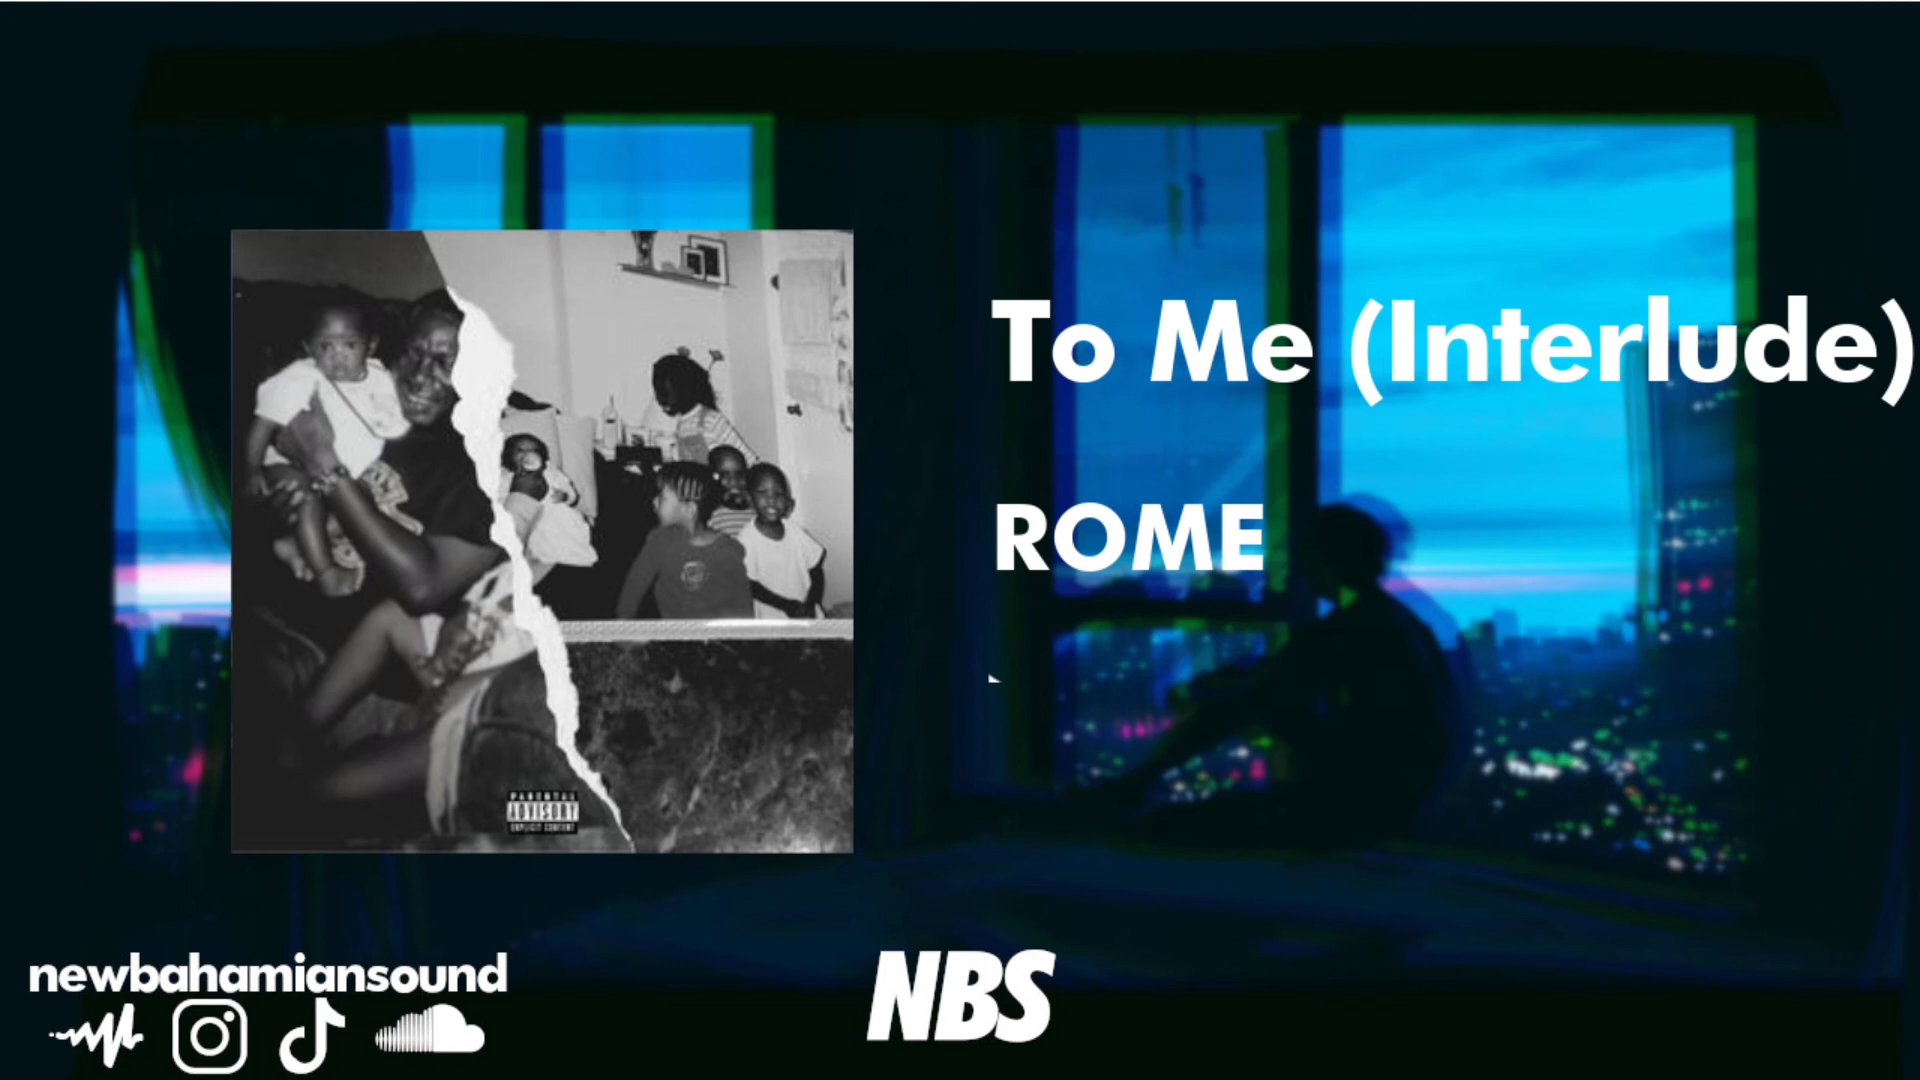 To Me (Interlude)
ROME
PARENTAL
ADVISORY
EXPLICIT CONTENT
newbahamiansound
NBS